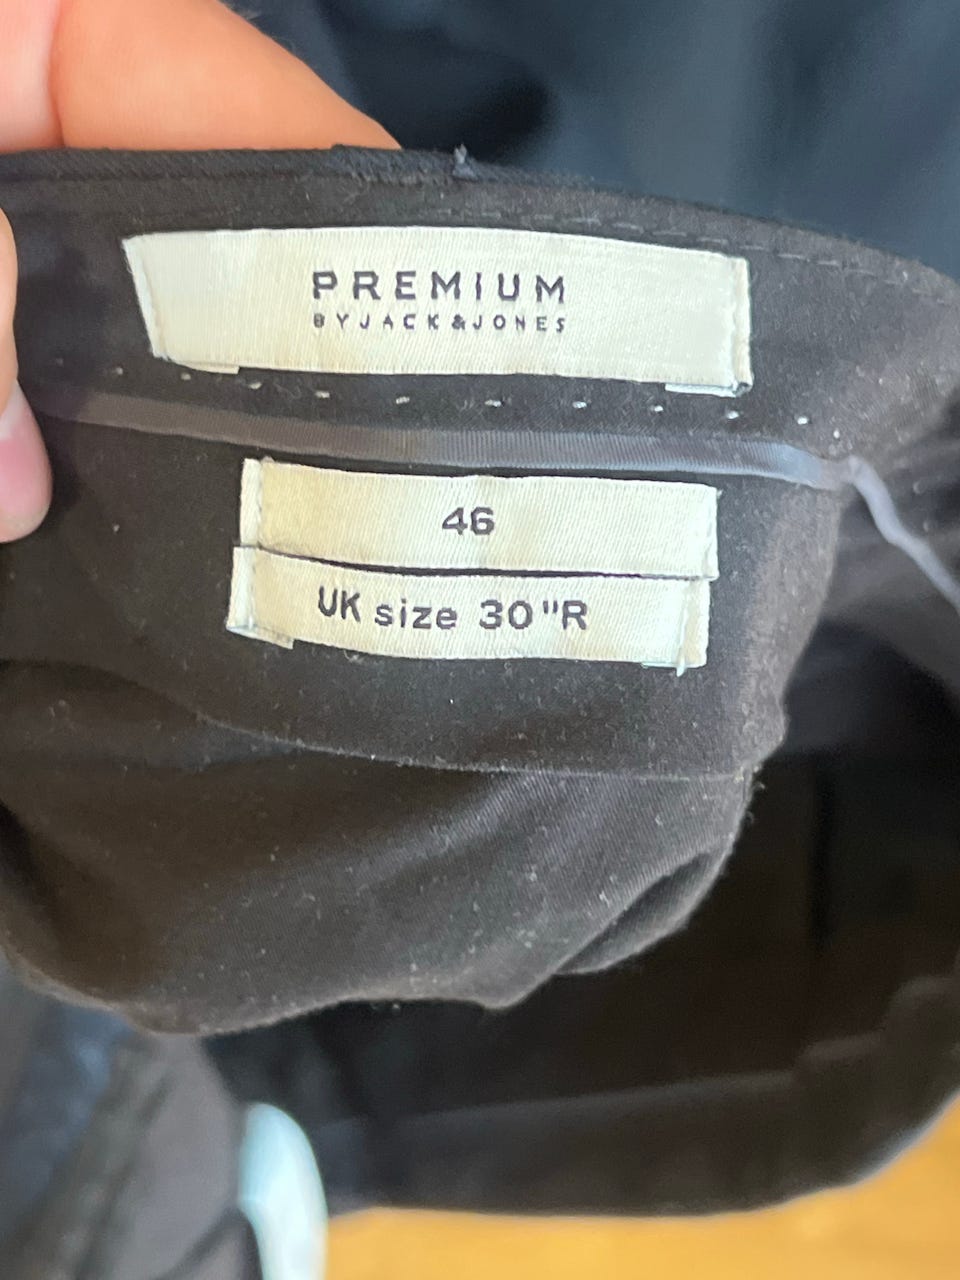 PREMIUM
BY JACK & JONES
46
UK size 30"R